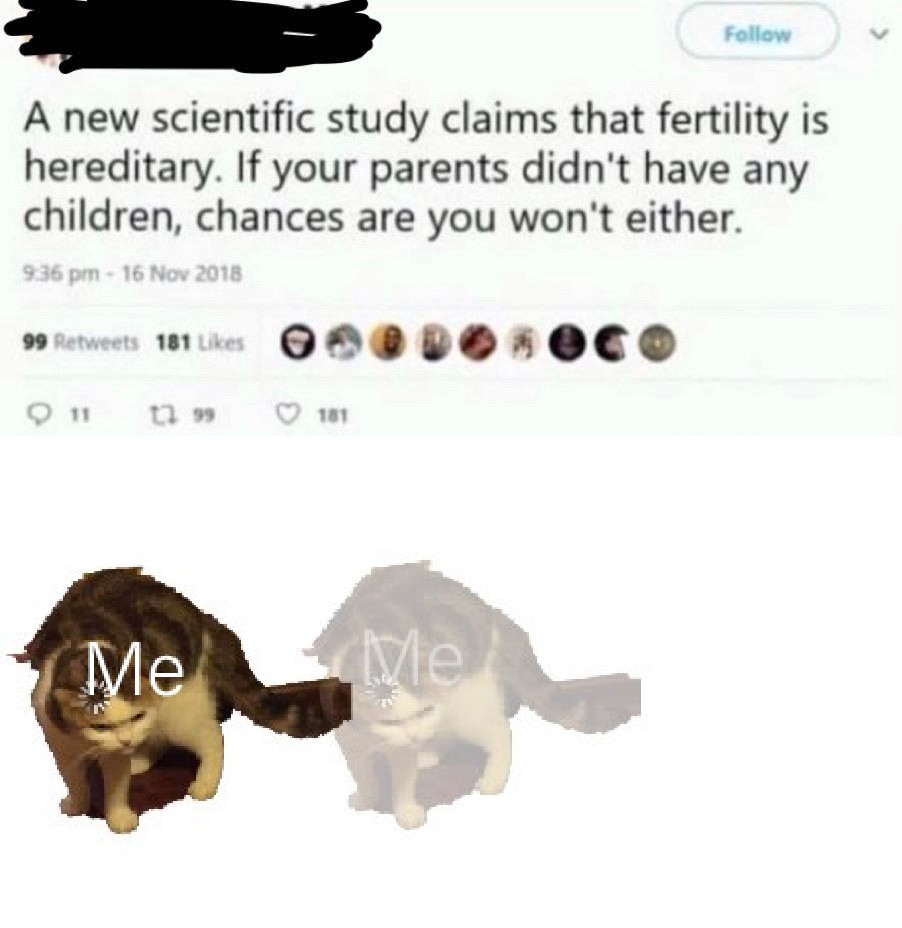 Follow
A new scientific study claims that fertility is
hereditary. If your parents didn't have any
children, chances are you won't either.
9:36 pm - 16 Nov 2018
99 Retweets 181 Likes
11 99 181
Me Me